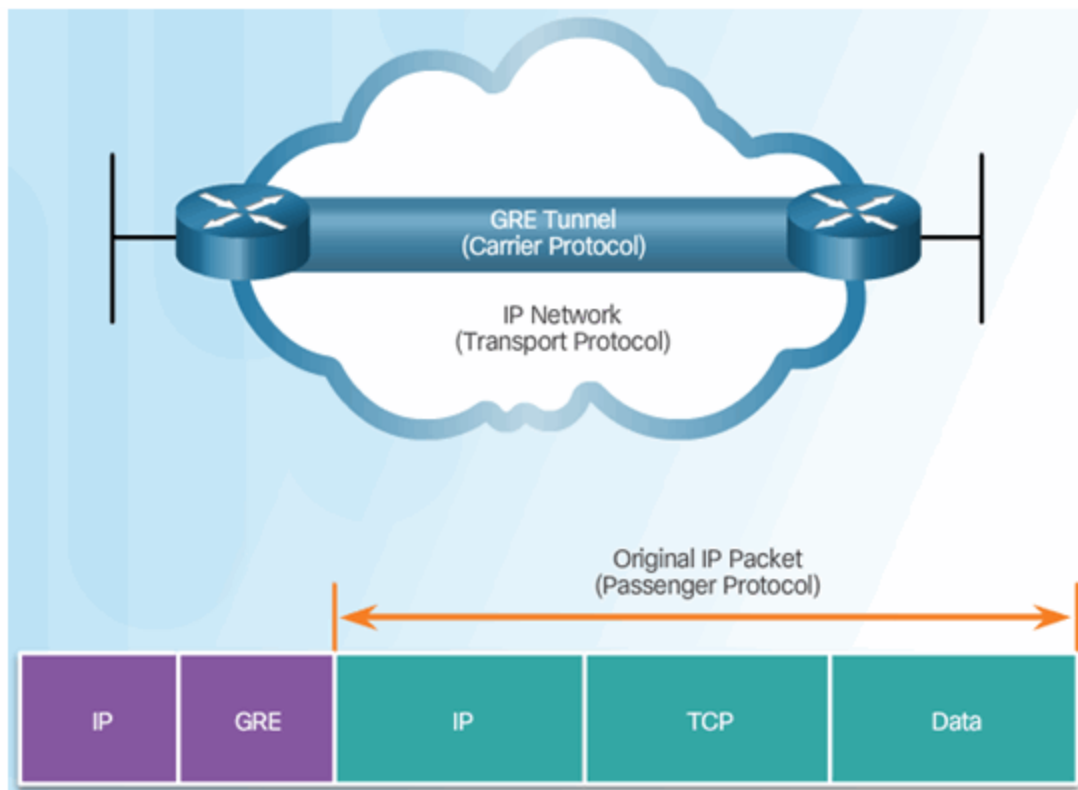 GRE Tunnel
(Carrier Protocol)
IP Network
(Transport Protocol)
Original IP Packet
(Passenger Protocol)
IP GRE IP TCP Data